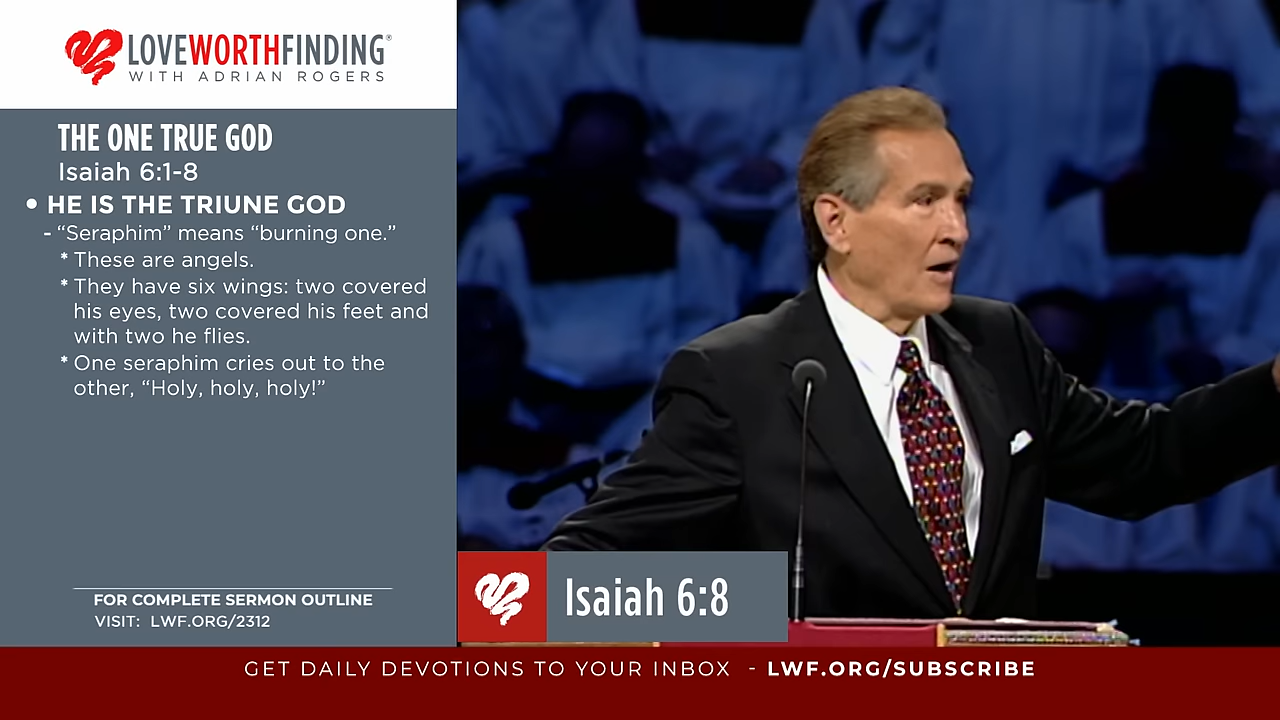 LOVEWORTHFINDING®
WITH ADRIAN ROGERS
THE ONE TRUE GOD
Isaiah 6:1-8
• HE IS THE TRIUNE GOD
- “Seraphim” means “burning one.”
* These are angels.
* They have six wings: two covered
his eyes, two covered his feet and
with two he flies.
* One seraphim cries out to the
other, “Holy, holy, holy!”
FOR COMPLETE SERMON OUTLINE
VISIT: LWF.ORG/2312
Isaiah 6:8
GET DAILY DEVOTIONS TO YOUR INBOX - LWF.ORG/SUBSCRIBE